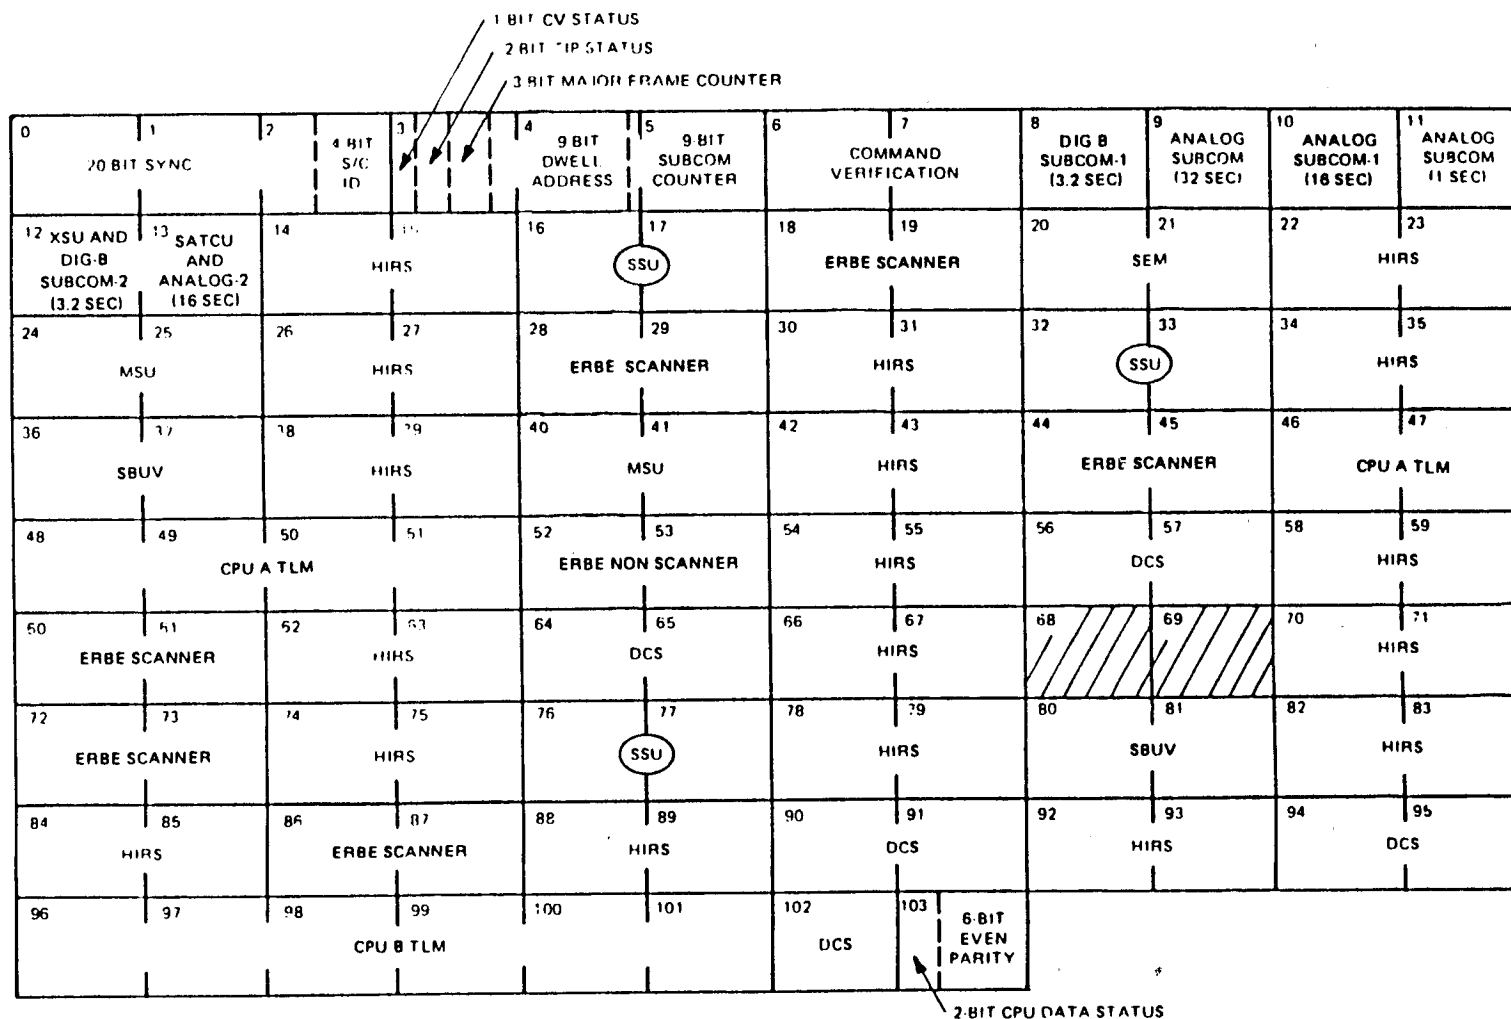 1 BIT CV STATUS
2 BIT TIP STATUS
3 BIT MAJOR FRAME COUNTER
0 1 2 3 4 5 6 7 8 9 10 11
20 BIT SYNC
4 BIT
S/C
ID
9 BIT
DWELL
ADDRESS
9-BIT
SUBCOM
COUNTER
COMMAND
VERIFICATION
DIG B
SUBCOM-1
(3.2 SEC)
ANALOG
SUBCOM
(32 SEC)
ANALOG
SUBCOM-1
(16 SEC)
ANALOG
SUBCOM
(1 SEC)
12 13 14 15 16 17 18 19 20 21 22 23
XSU AND
DIG-B
SUBCOM-2
(3.2 SEC)
SATCU
AND
ANALOG-2
(16 SEC)
HIRS
SSU
ERBE SCANNER
SEM
HIRS
24 25 26 27 28 29 30 31 32 33 34 35
MSU
HIRS
ERBE SCANNER
HIRS
SSU
HIRS
36 37 38 39 40 41 42 43 44 45 46 47
SBUV
HIRS
MSU
HIRS
ERBE SCANNER
CPU A TLM
48 49 50 51 52 53 54 55 56 57 58 59
CPU A TLM
ERBE NON SCANNER
HIRS
DCS
HIRS
60 61 62 63 64 65 66 67 68 69 70 71
ERBE SCANNER
HIRS
DCS
HIRS
HIRS
72 73 74 75 76 77 78 79 80 81 82 83
ERBE SCANNER
HIRS
SSU
HIRS
SBUV
HIRS
84 85 86 87 88 89 90 91 92 93 94 95
HIRS
ERBE SCANNER
HIRS
DCS
HIRS
DCS
96 97 98 99 100 101 102 103
CPU B TLM
DCS
6-BIT
EVEN
PARITY
2-BIT CPU DATA STATUS